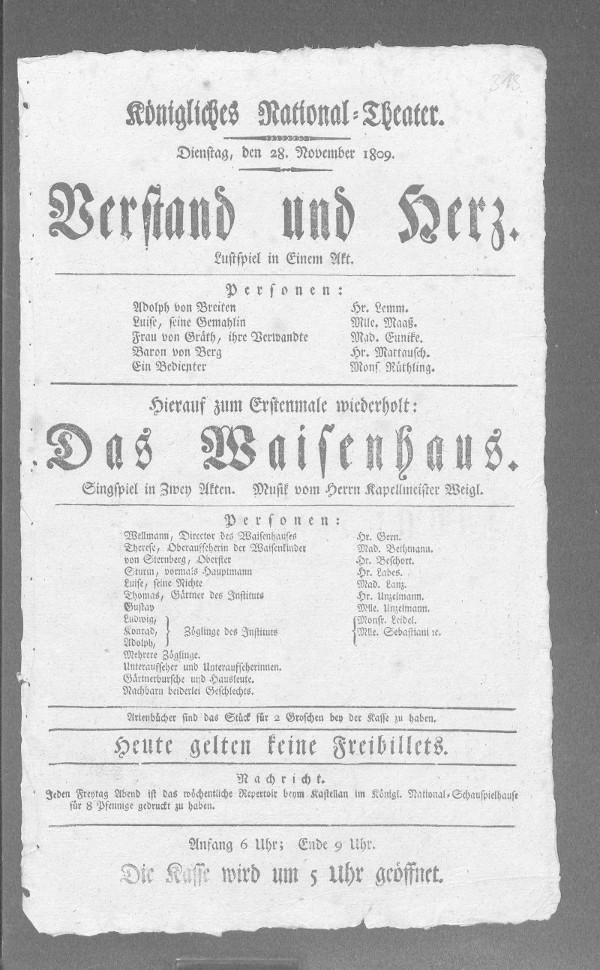 313
Königliches National-Theater.
Dienstag, den 28. November 1809.
Verstand und Herz.
Lustspiel in Einem Akt.
Personen:
Adolph von Breiten Hr. Lemm.
Luise, seine Gemahlin Mlle. Maaß.
Frau von Gräth, ihre Verwandte Mad. Eunike.
Baron von Berg Hr. Mattausch.
Ein Bedienter Mons. Rüthling.
Hierauf zum Erstenmale wiederholt:
Das Waisenhaus.
Singspiel in Zwey Akten. Musik vom Herrn Kapellmeister Weigl.
Personen:
Wellmann, Director des Waisenhauses Hr. Gern.
Therese, Oberaufseherin der Waisenkinder Mad. Bethmann.
von Sternberg, Oberster Hr. Beschort.
Sturm, vormals Hauptmann Hr. Labes.
Luise, seine Nichte Mad. Lanz.
Thomas, Gärtner des Instituts Hr. Unzelmann.
Gustav Mlle. Unzelmann.
Ludwig, Monsr. Leidel.
Konrad, Zöglinge des Instituts Mlle. Sebastiani ꝛc.
Adolph,
Mehrere Zöglinge.
Unteraufseher und Unteraufseherinnen.
Gärtnerbursche und Hausleute.
Nachbarn beiderlei Geschlechts.
Arienbücher sind das Stück für 2 Groschen bey der Kasse zu haben.
Heute gelten keine Freibillets.
Nachricht.
Jeden Freytag Abend ist das wöchentliche Repertoir beym Kastellan im Königl. National-Schauspielhause
für 8 Pfennige gedruckt zu haben.
Anfang 6 Uhr; Ende 9 Uhr.
Die Kasse wird um 5 Uhr geöffnet.